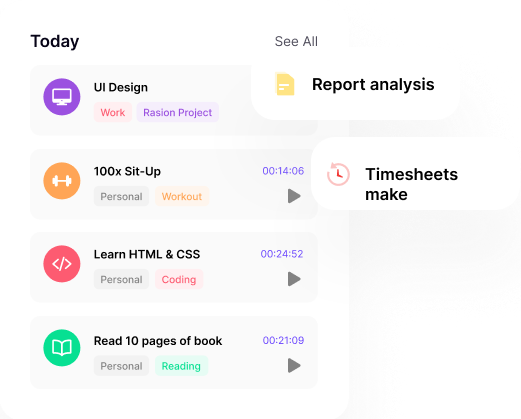 Today
See All
UI Design
Work
Rasion Project
Report analysis
100x Sit-Up
00:14:06
Personal
Workout
Timesheets
make
Learn HTML & CSS
00:24:52
Personal
Coding
Read 10 pages of book
00:21:09
Personal
Reading